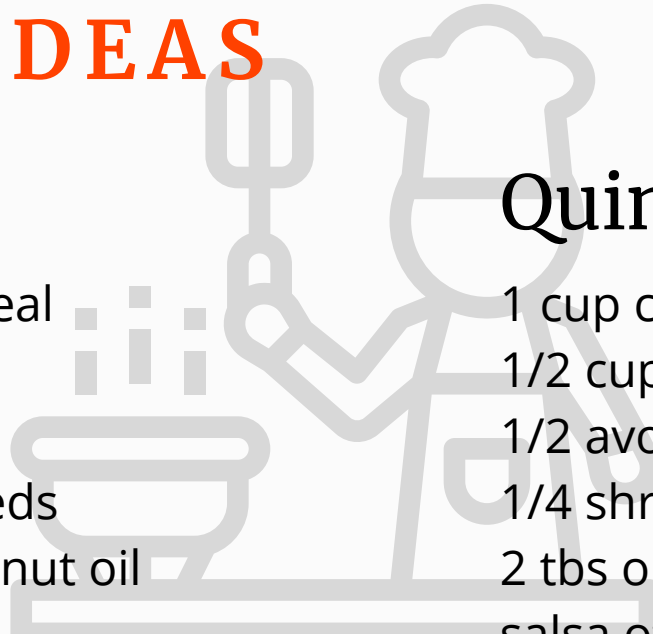 DEAS
Quin
eal
eds
nut oil
1 cup c
1/2 cup
1/2 avo
1/4 shr
2 tbs o
salsa o